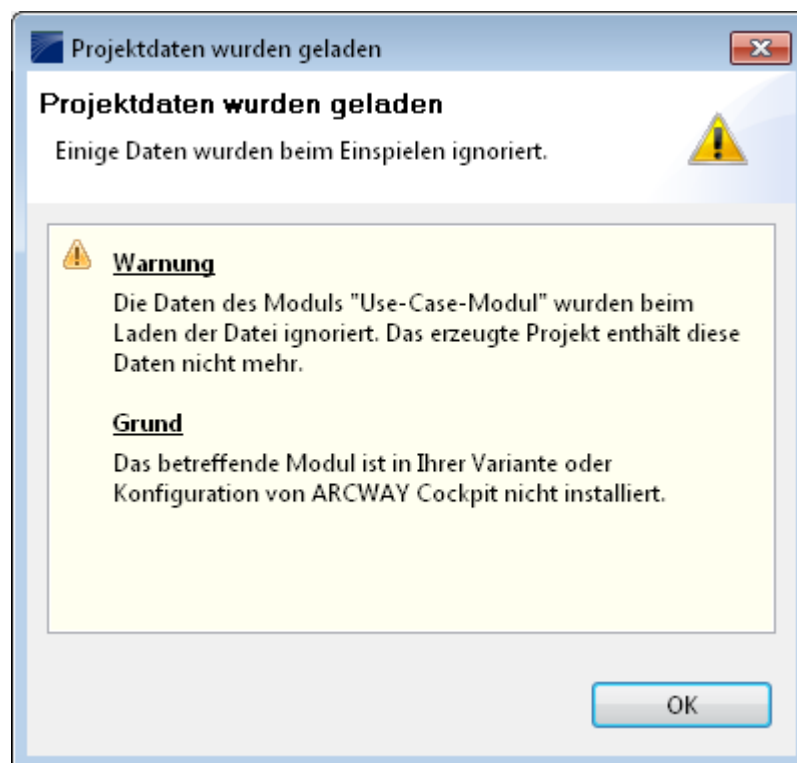 Projektdaten wurden geladen
Projektdaten wurden geladen
Einige Daten wurden beim Einspielen ignoriert.
Warnung
Die Daten des Moduls "Use-Case-Modul" wurden beim
Laden der Datei ignoriert. Das erzeugte Projekt enthält diese
Daten nicht mehr.
Grund
Das betreffende Modul ist in Ihrer Variante oder
Konfiguration von ARCWAY Cockpit nicht installiert.
OK